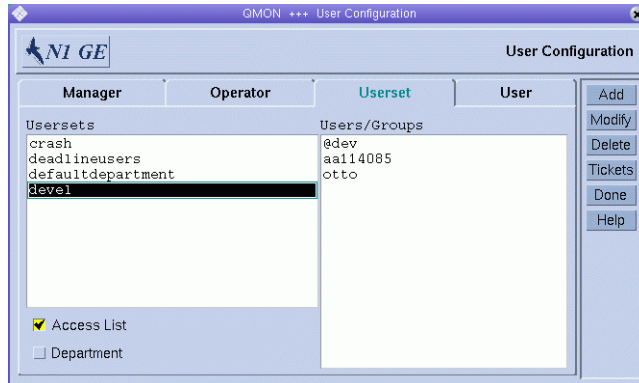 QMON +++ User Configuration
N1 GE
User Configuration
Manager Operator Userset User
Usersets
crash
deadlineusers
defaultdepartment
devel
Access List
Department
Users/Groups
@dev
aa114085
otto
Add
Modify
Delete
Tickets
Done
Help